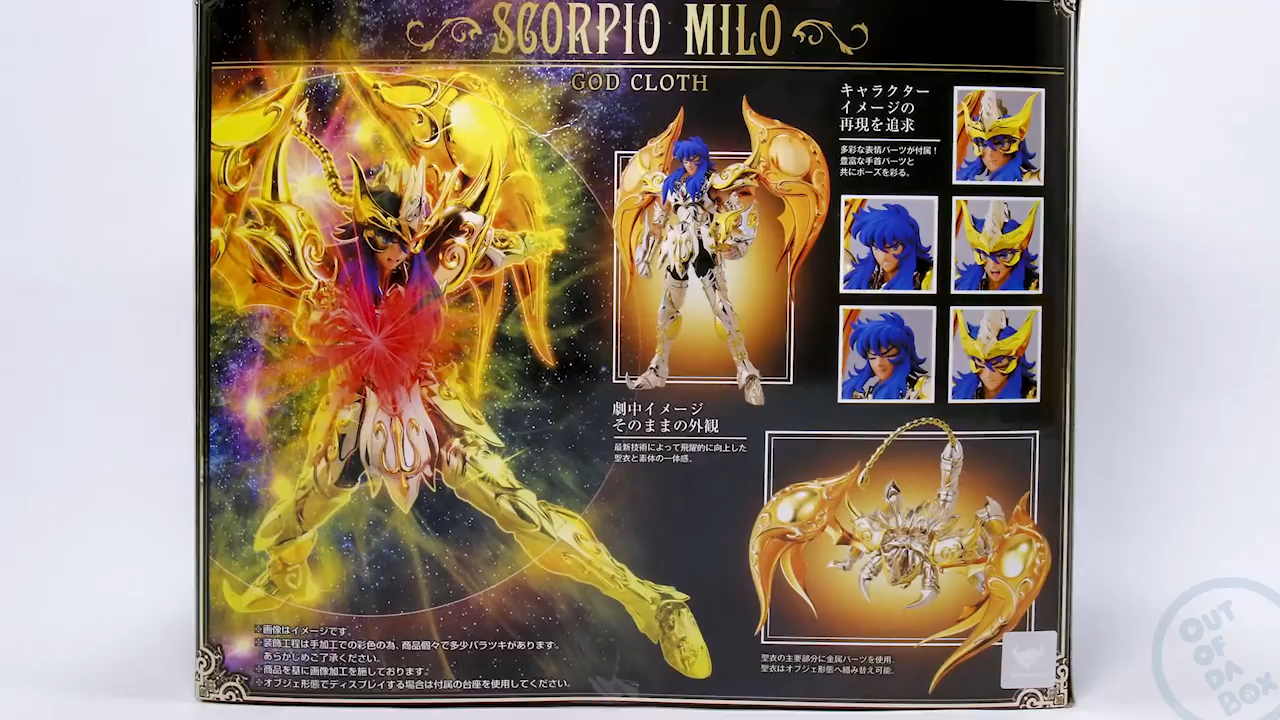 SCORPIO MILO
GOD CLOTH
キャラクター
イメージの
再現を追求
多彩な表情パーツが付属！
豊富な手首パーツと
共にポーズを彩る。
劇中イメージ
そのままの外観
最新技術によって飛躍的に向上した
聖衣と素体の一体感。
聖衣の主要部分に金属パーツを使用。
聖衣はオブジェ形態へ組み替え可能。
※画像はイメージです。
※装飾工程は手加工での彩色の為、商品個々で多少バラツキがあります。
あらかじめご了承ください。
※商品を基に画像加工を施しております。
※オブジェ形態でディスプレイする場合は付属の台座を使用してください。
OUT
OF
DA
BOX